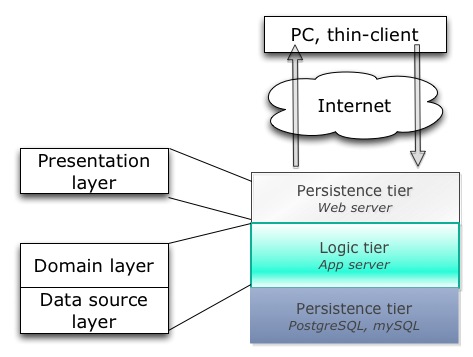 PC, thin-client
Internet
Presentation
layer
Persistence tier
Web server
Domain layer
Logic tier
App server
Data source
layer
Persistence tier
PostgreSQL, mySQL